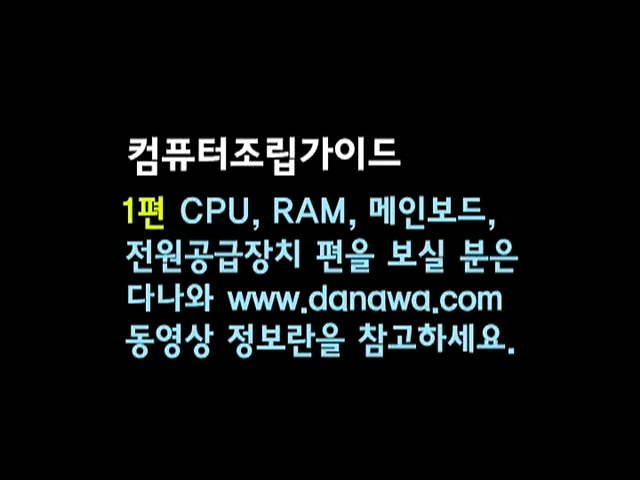 컴퓨터조립가이드
1편 CPU, RAM, 메인보드,
전원공급장치 편을 보실 분은
다나와 www.danawa.com
동영상 정보란을 참고하세요.